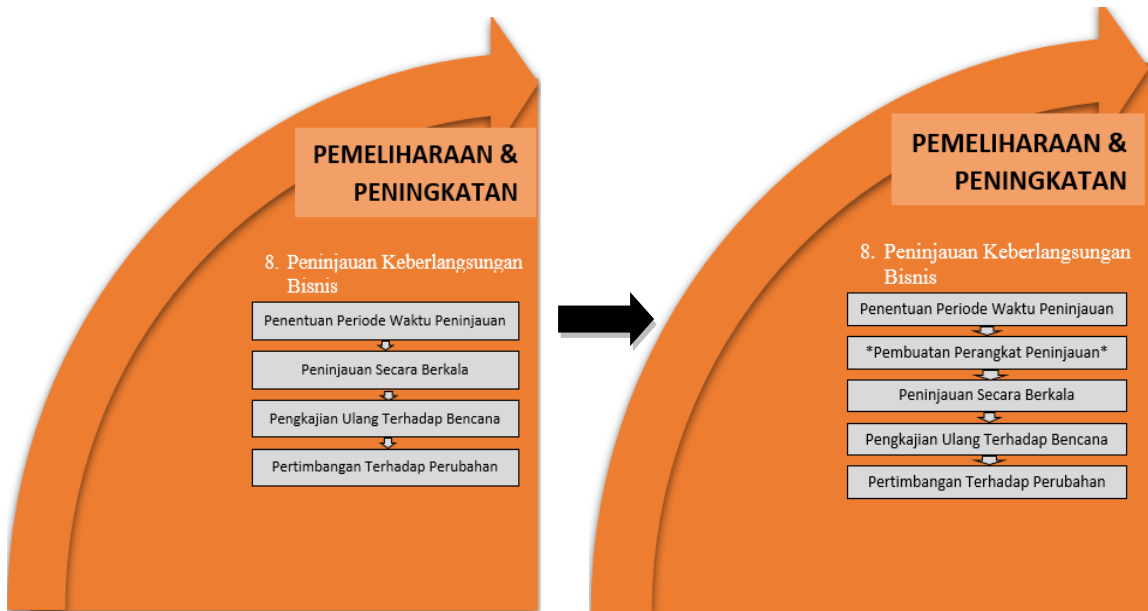 PEMELIHARAAN &
PENINGKATAN
8. Peninjauan Keberlangsungan
Bisnis
Penentuan Periode Waktu Peninjauan
Peninjauan Secara Berkala
Pengkajian Ulang Terhadap Bencana
Pertimbangan Terhadap Perubahan
PEMELIHARAAN &
PENINGKATAN
8. Peninjauan Keberlangsungan
Bisnis
Penentuan Periode Waktu Peninjauan
*Pembuatan Perangkat Peninjauan*
Peninjauan Secara Berkala
Pengkajian Ulang Terhadap Bencana
Pertimbangan Terhadap Perubahan